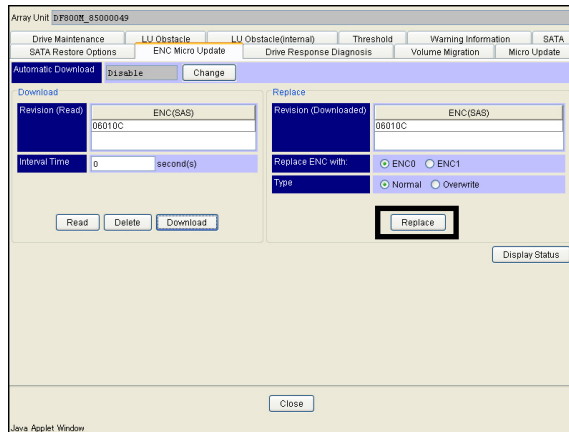 Array Unit DF800M_85000049
Drive Maintenance LU Obstacle LU Obstacle(internal) Threshold Warning Information SATA
SATA Restore Options ENC Micro Update Drive Response Diagnosis Volume Migration Micro Update
Automatic Download Disable Change
Download
Revision (Read) ENC(SAS)
06010C
Interval Time 0 second(s)
Read Delete Download
Replace
Revision (Downloaded) ENC(SAS)
06010C
Replace ENC with: ENC0 ENC1
Type Normal Overwrite
Replace
Display Status
Close
Java Applet Window